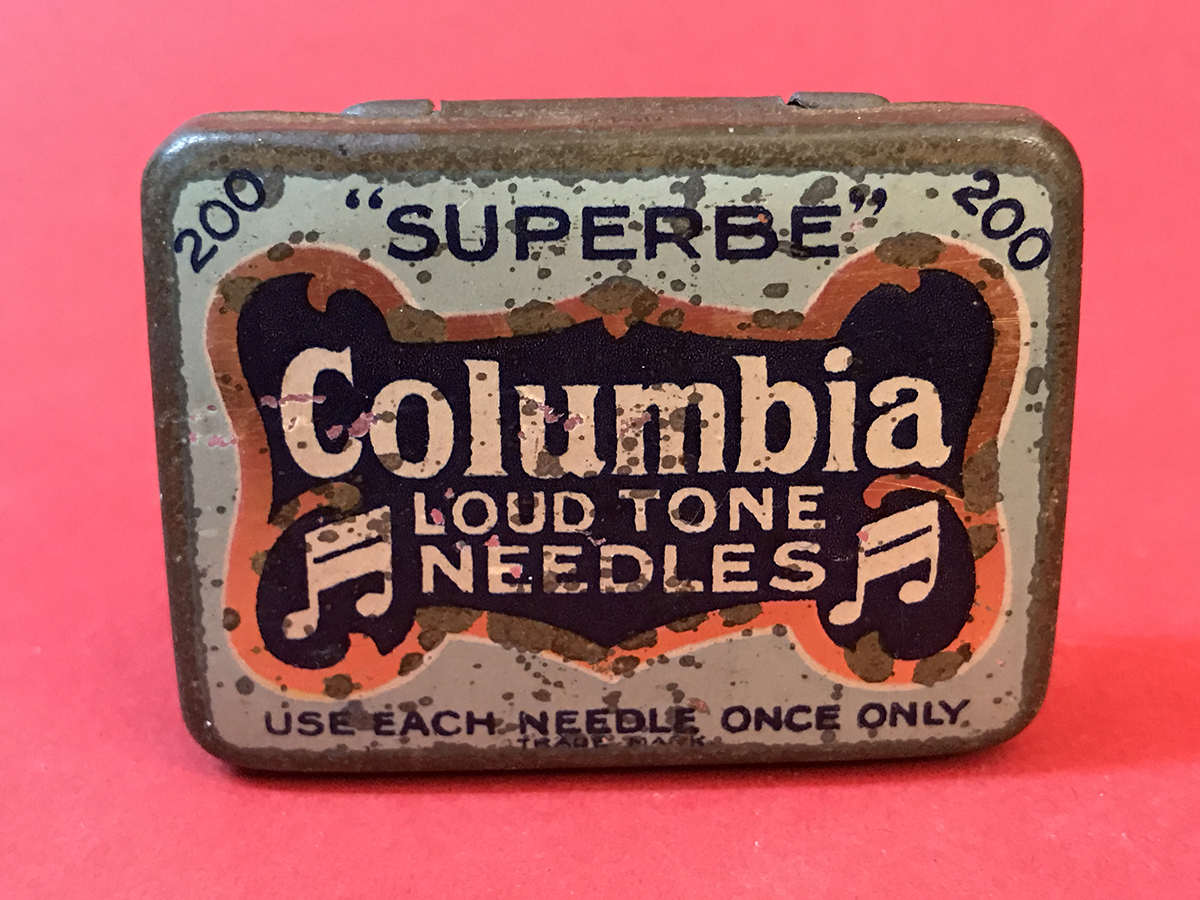 200 "SUPERBE" 200
Columbia
LOUD TONE
NEEDLES
USE EACH NEEDLE ONCE ONLY
TRADE MARK